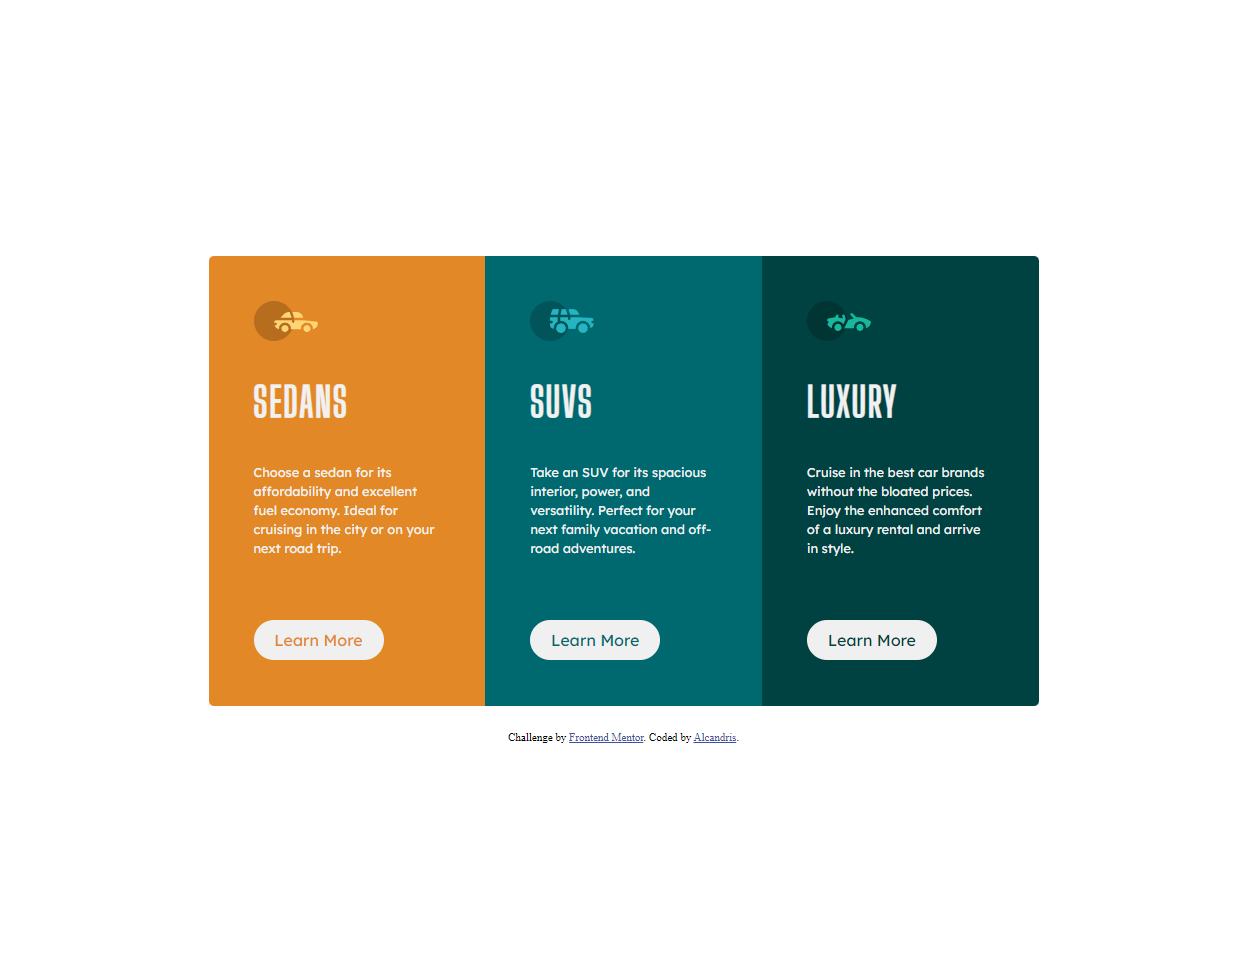 SEDANS
Choose a sedan for its
affordability and excellent
fuel economy. Ideal for
cruising in the city or on your
next road trip.
Learn More
SUVS
Take an SUV for its spacious
interior, power, and
versatility. Perfect for your
next family vacation and off-
road adventures.
Learn More
LUXURY
Cruise in the best car brands
without the bloated prices.
Enjoy the enhanced comfort
of a luxury rental and arrive
in style.
Learn More
Challenge by Frontend Mentor. Coded by Alcandris.